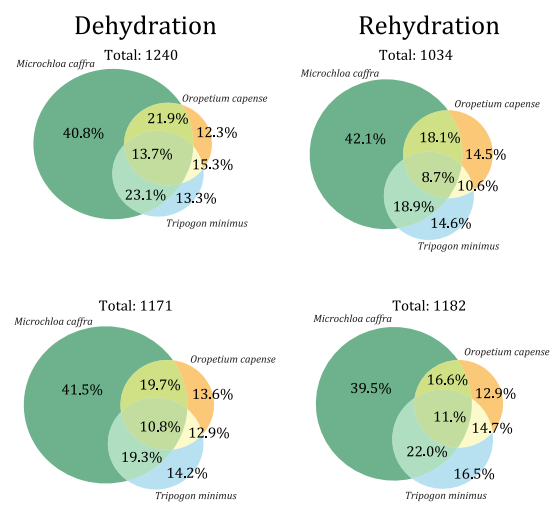 Dehydration
Rehydration
Total: 1240
Microchloa caffra
Oropetium capense
21.9%
40.8%
12.3%
13.7%
15.3%
23.1%
13.3%
Tripogon minimus
Total: 1034
Microchloa caffra
Oropetium capense
18.1%
42.1%
14.5%
8.7%
10.6%
18.9%
14.6%
Tripogon minimus
Total: 1171
Microchloa caffra
Oropetium capense
19.7%
41.5%
13.6%
10.8%
12.9%
19.3%
14.2%
Tripogon minimus
Total: 1182
Microchloa caffra
Oropetium capense
16.6%
39.5%
12.9%
11.%
14.7%
22.0%
16.5%
Tripogon minimus